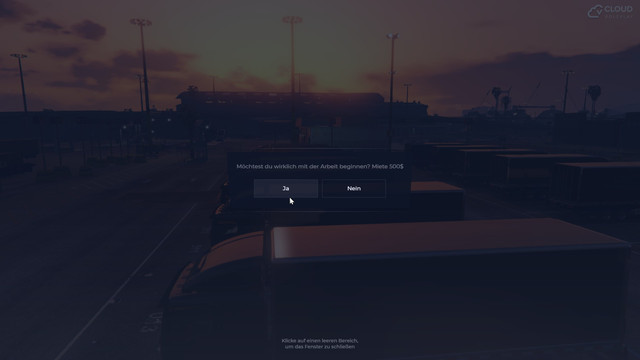 CLOUD
Möchtest du wirklich mit der Arbeit beginnen? Miete 500$
Ja
Nein
Klicke auf einen leeren Bereich,
um das Fenster zu schließen